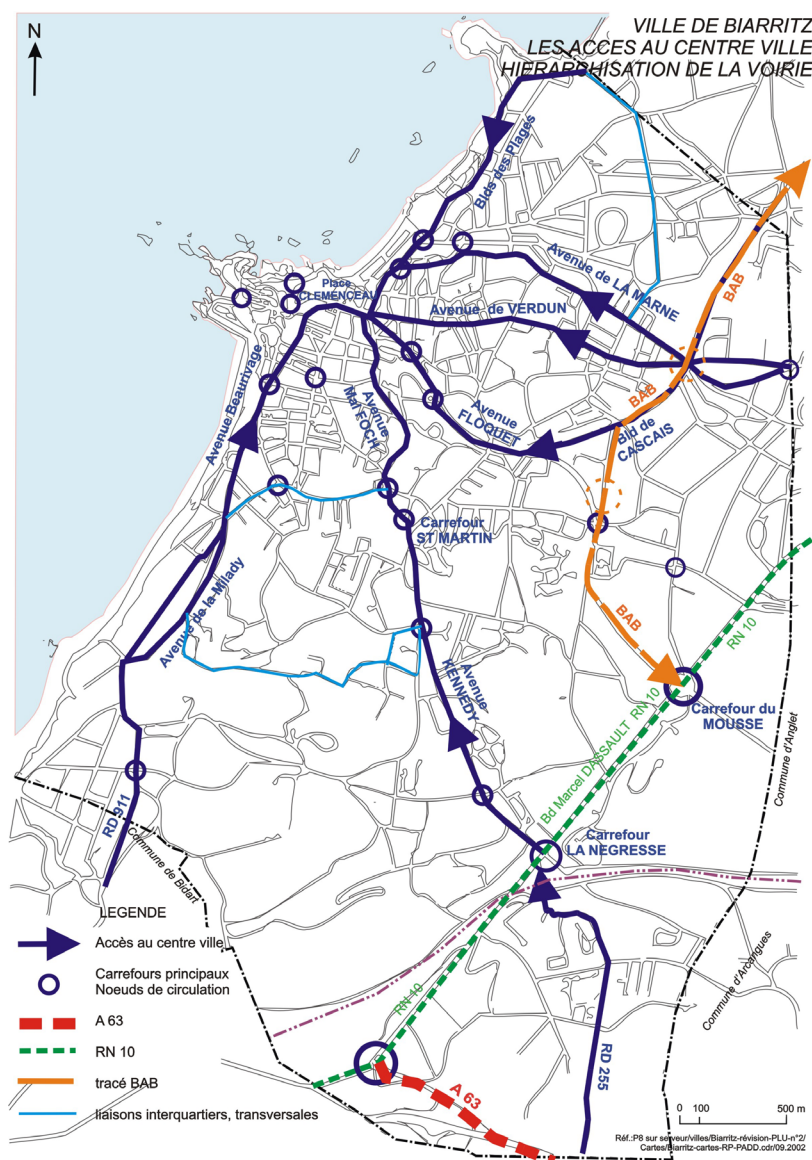 VILLE DE BIARRITZ
LES ACCES AU CENTRE VILLE
HIERARCHISATION DE LA VOIRIE
N
Blds des Plages
BAB
Avenue de LA MARNE
Place
CLEMENCEAU
Avenue de VERDUN
Avenue Beaurivage
Avenue
Mal FOCH
Avenue
FLOQUET
BAB
Bld de
CASCAIS
Carrefour
ST MARTIN
Avenue de la Milady
BAB
RN 10
Avenue
KENNEDY
Carrefour du
MOUSSE
Bd Marcel DASSAULT RN 10
Commune d'Anglet
RD 911
Commune de Bidart
Carrefour
LA NEGRESSE
RN 10
Commune d'Arcangues
RD 255
A 63
LEGENDE
Accès au centre ville
Carrefours principaux
Noeuds de circulation
A 63
RN 10
tracé BAB
liaisons interquartiers, transversales
0 100 500 m
Réf.:P8 sur serveur/villes/Biarritz-révision-PLU-n°2/
Cartes/Biarritz-cartes-RP-PADD.cdr/09.2002